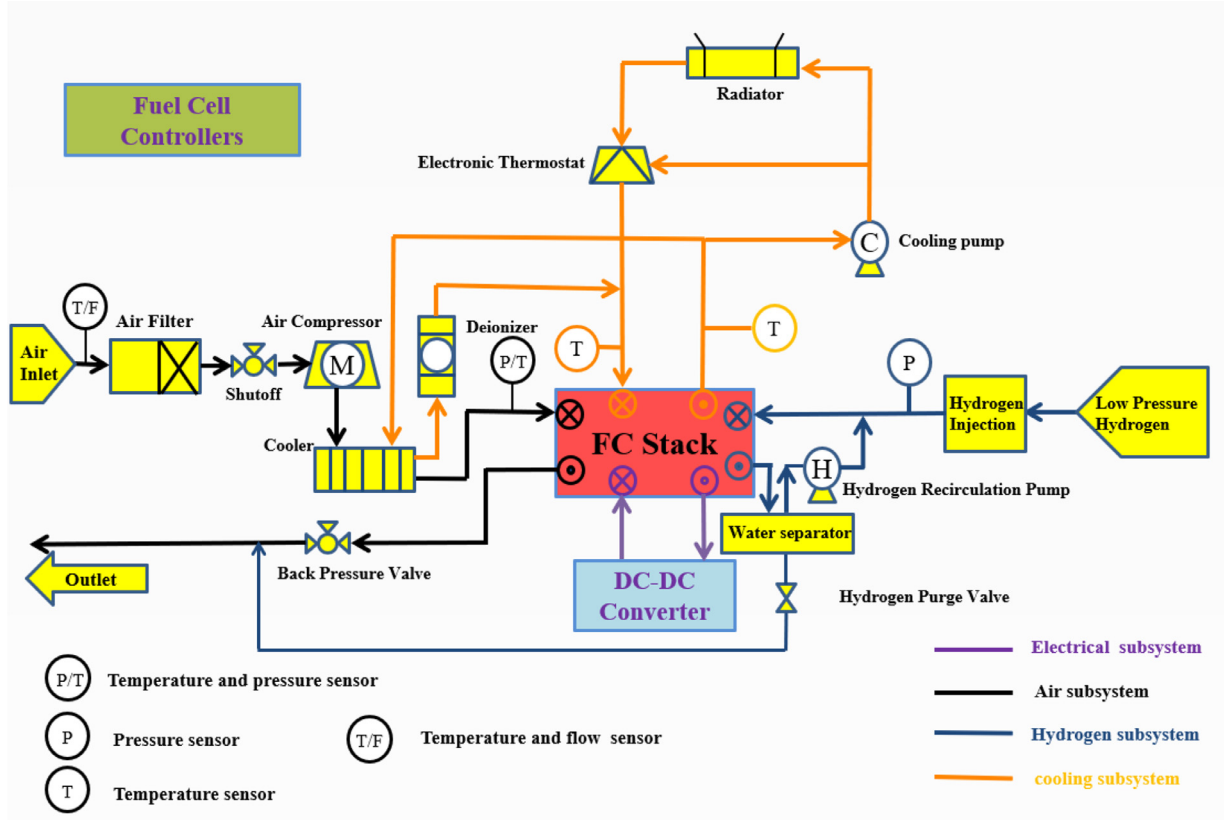 Fuel Cell
Controllers
Radiator
Electronic Thermostat
C
Cooling pump
T/F
Air Filter
Air Compressor
Deionizer
T
T
P
Air
Inlet
M
P/T
Shutoff
Hydrogen
Injection
Low Pressure
Hydrogen
Cooler
FC Stack
H
Hydrogen Recirculation Pump
Water separator
Back Pressure Valve
Outlet
DC-DC
Converter
Hydrogen Purge Valve
P/T
Temperature and pressure sensor
P
Pressure sensor
T/F
Temperature and flow sensor
T
Temperature sensor
Electrical subsystem
Air subsystem
Hydrogen subsystem
cooling subsystem